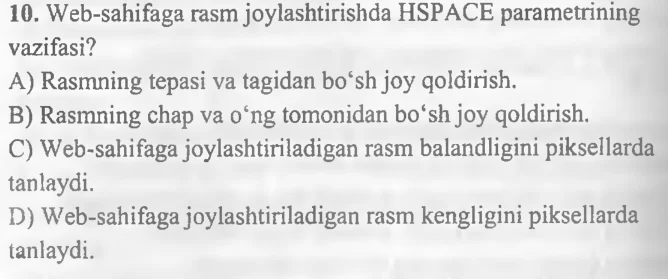 10. Web-sahifaga rasm joylashtirishda HSPACE parametrining
vazifasi?
A) Rasmning tepasi va tagidan bo‘sh joy qoldirish.
B) Rasmning chap va o‘ng tomonidan bo‘sh joy qoldirish.
C) Web-sahifaga joylashtiriladigan rasm balandligini piksellarda
tanlaydi.
D) Web-sahifaga joylashtiriladigan rasm kengligini piksellarda
tanlaydi.